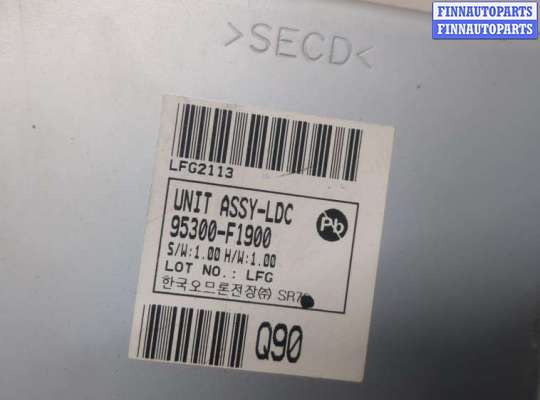 FINNAUTOPARTS
FINNAUTOPARTS
>SECD<
LFG2113
UNIT ASSY-LDC
95300-F1900
Pb
S/W:1.00 H/W:1.00
LOT NO.: LFG
한국오므론전장㈜
Q90